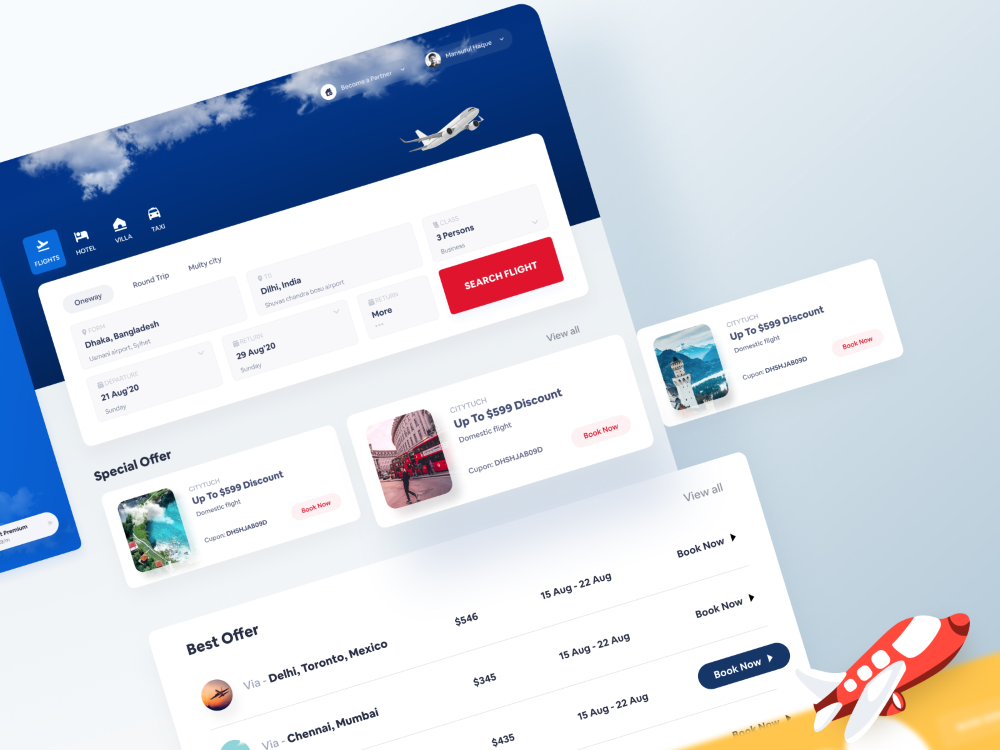 Become a Partner
Mansurul Haque
FLIGHTS
HOTEL
VILLA
TAXI
Oneway
Round Trip
Multy city
FORM
Dhaka, Bangladesh
Usmani airport, Sylhet
TO
Dilhi, India
Shuvas chandra bosu airport
CLASS
3 Persons
Business
DEPARTURE
21 Aug'20
Sunday
RETURN
29 Aug'20
Sunday
RETURN
More
SEARCH FLIGHT
Premium
Special Offer
View all
CITYTUCH
Up To $599 Discount
Domestic flight
Cupon: DHSHJAB09D
Book Now
CITYTUCH
Up To $599 Discount
Domestic flight
Cupon: DHSHJAB09D
Book Now
CITYTUCH
Up To $599 Discount
Domestic flight
Cupon: DHSHJAB09D
Book Now
Best Offer
View all
Via - Delhi, Toronto, Mexico
$546
15 Aug - 22 Aug
Book Now
Via - Chennai, Mumbai
$345
15 Aug - 22 Aug
Book Now
$435
15 Aug - 22 Aug
Book Now
Book Now